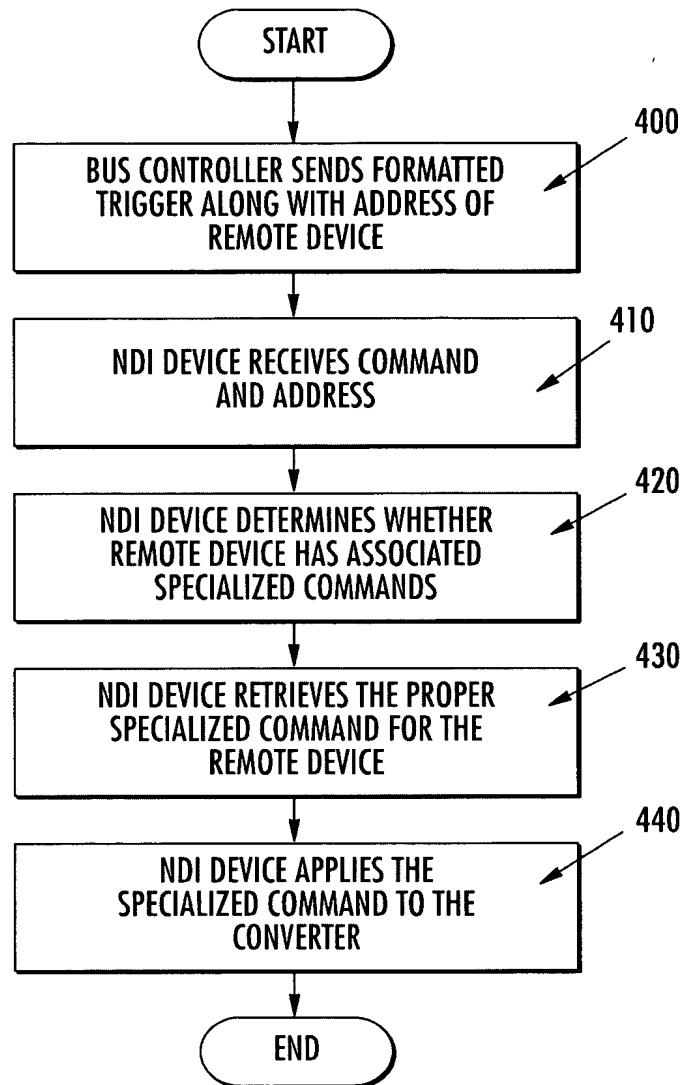 START
400
BUS CONTROLLER SENDS FORMATTED
TRIGGER ALONG WITH ADDRESS OF
REMOTE DEVICE
410
NDI DEVICE RECEIVES COMMAND
AND ADDRESS
420
NDI DEVICE DETERMINES WHETHER
REMOTE DEVICE HAS ASSOCIATED
SPECIALIZED COMMANDS
430
NDI DEVICE RETRIEVES THE PROPER
SPECIALIZED COMMAND FOR THE
REMOTE DEVICE
440
NDI DEVICE APPLIES THE
SPECIALIZED COMMAND TO THE
CONVERTER
END